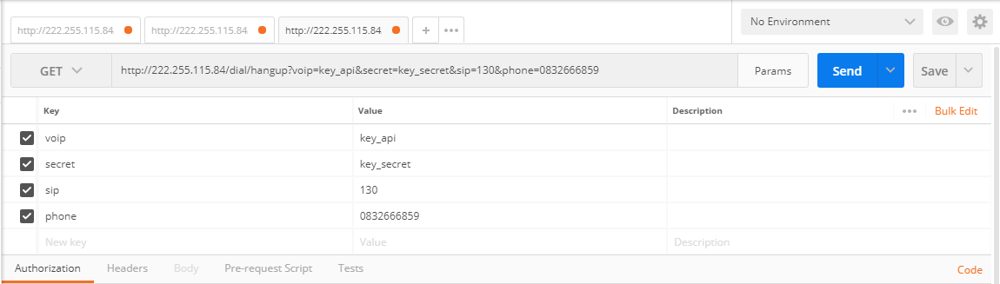 http://222.255.115.84 http://222.255.115.84 http://222.255.115.84 + ••• No Environment
GET http://222.255.115.84/dial/hangup?voip=key_api&secret=key_secret&sip=130&phone=0832666859 Params Send Save
Key Value Description ••• Bulk Edit
voip key_api
secret key_secret
sip 130
phone 0832666859
New key Value Description
Authorization Headers Body Pre-request Script Tests Code